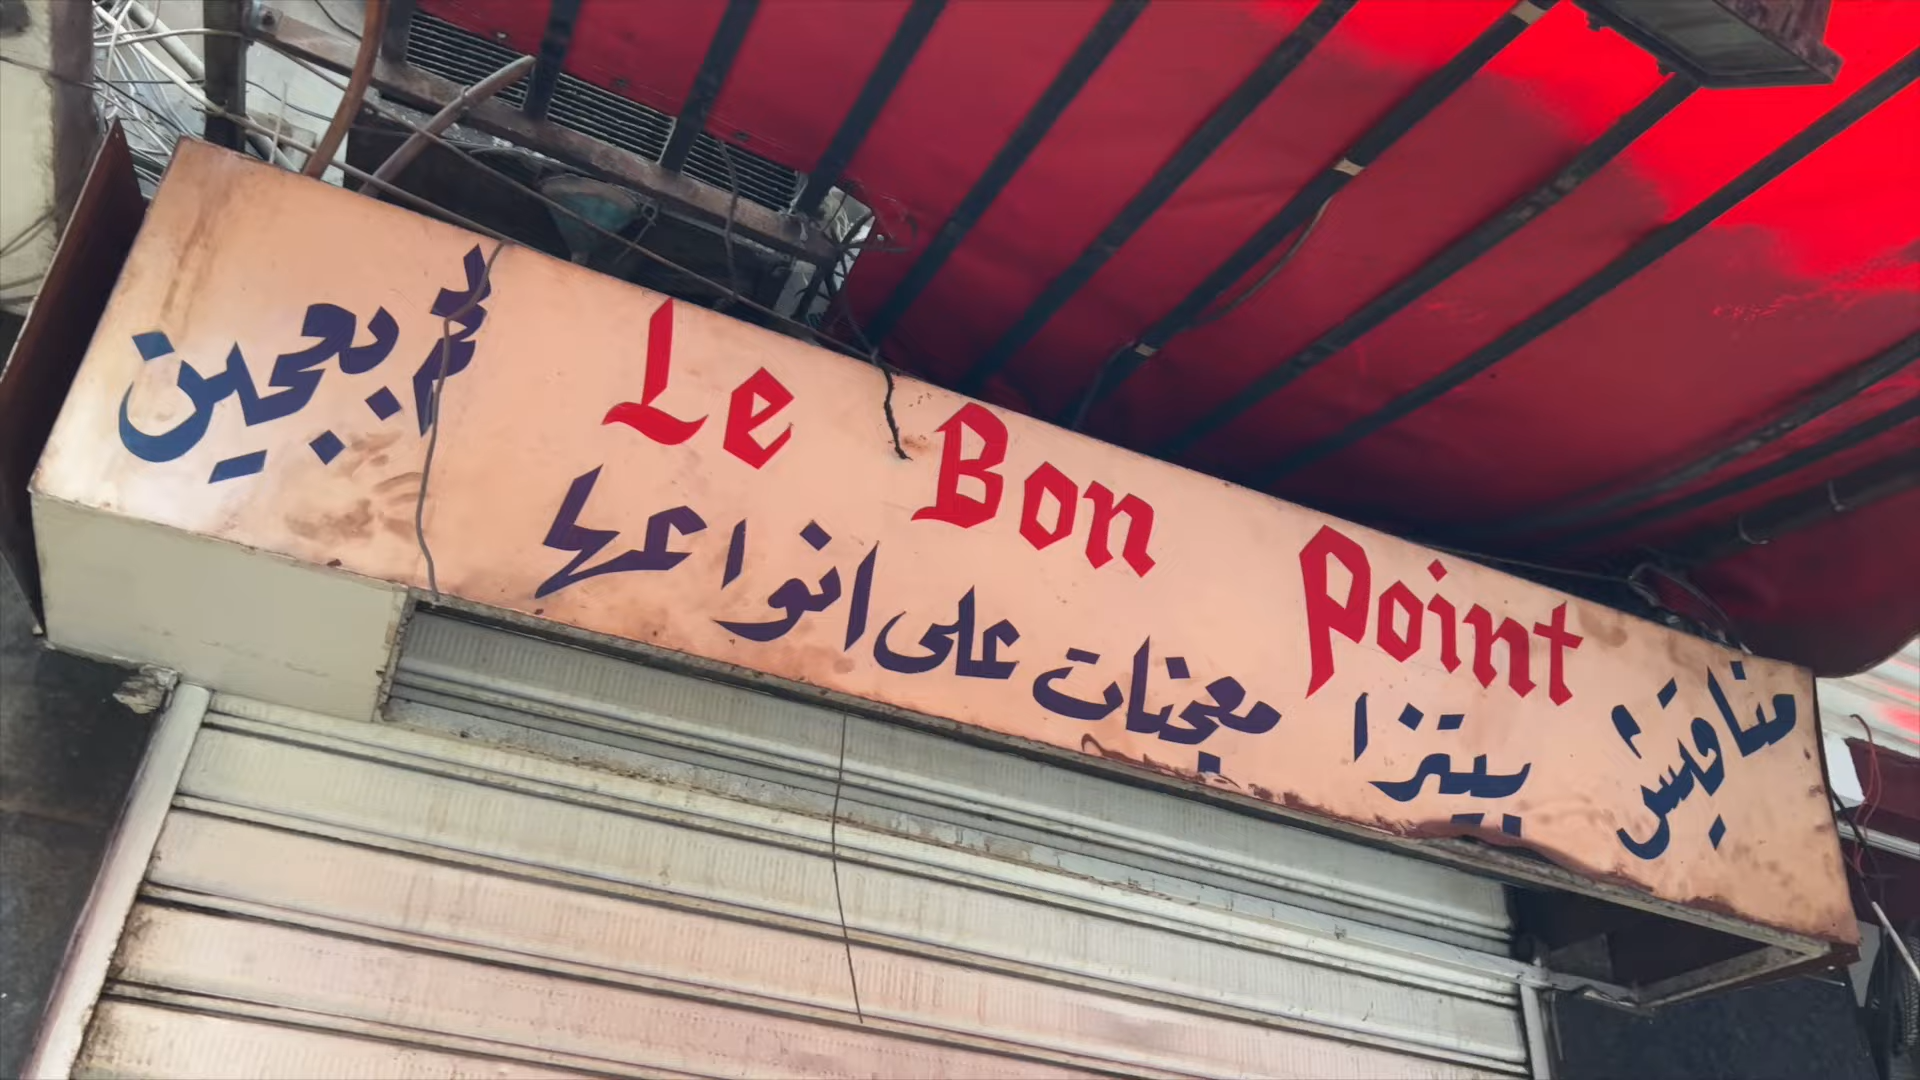 Le Bon Point
مناقيش
بيتزا
معجنات على انواعها
لحم بعجين